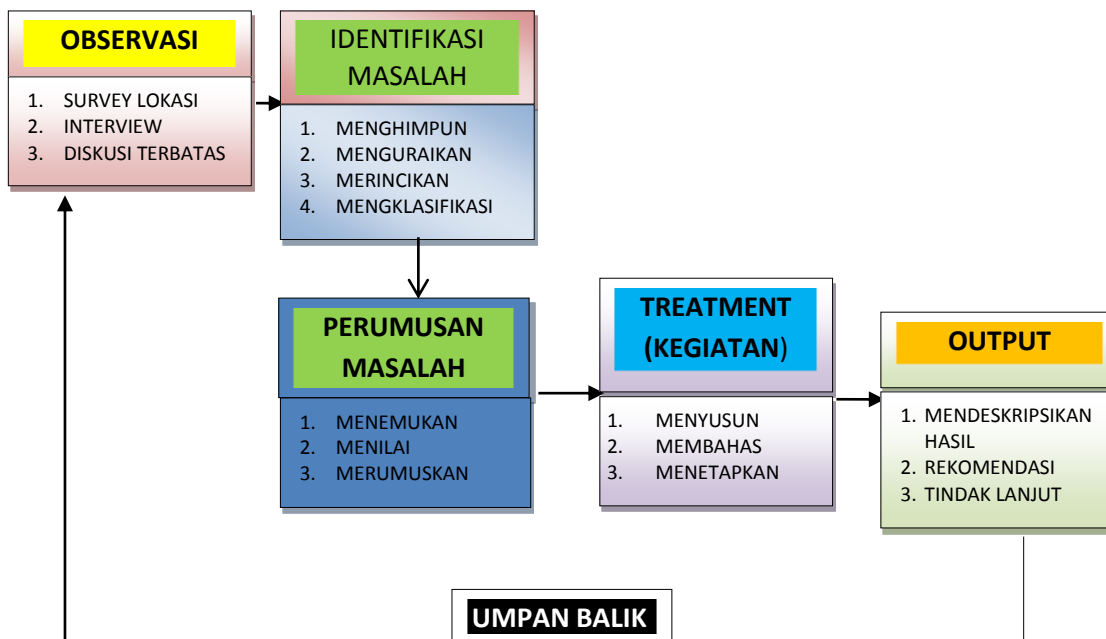 OBSERVASI
1. SURVEY LOKASI
2. INTERVIEW
3. DISKUSI TERBATAS
IDENTIFIKASI
MASALAH
1. MENGHIMPUN
2. MENGURAIKAN
3. MERINCIKAN
4. MENGKLASIFIKASI
PERUMUSAN
MASALAH
1. MENEMUKAN
2. MENILAI
3. MERUMUSKAN
TREATMENT
(KEGIATAN)
1. MENYUSUN
2. MEMBAHAS
3. MENETAPKAN
OUTPUT
1. MENDESKRIPSIKAN
HASIL
2. REKOMENDASI
3. TINDAK LANJUT
UMPAN BALIK